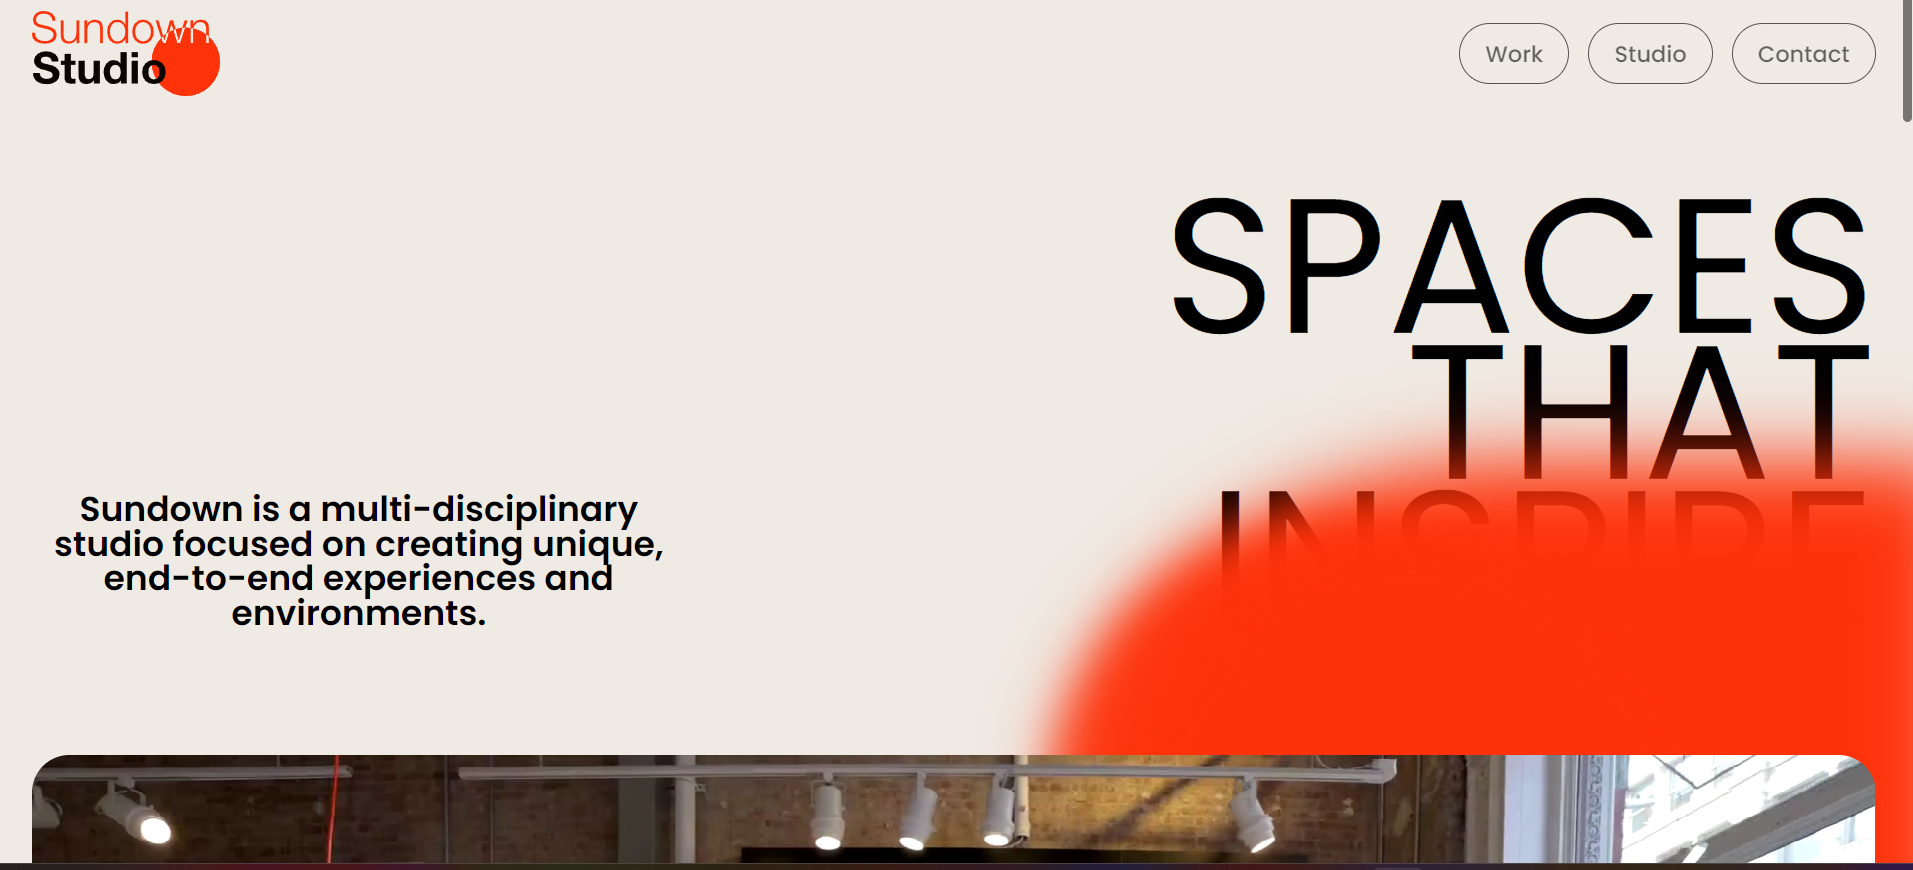 Sundown
Studio
Work
Studio
Contact
SPACES
THAT
INSPIRE
Sundown is a multi-disciplinary
studio focused on creating unique,
end-to-end experiences and
environments.